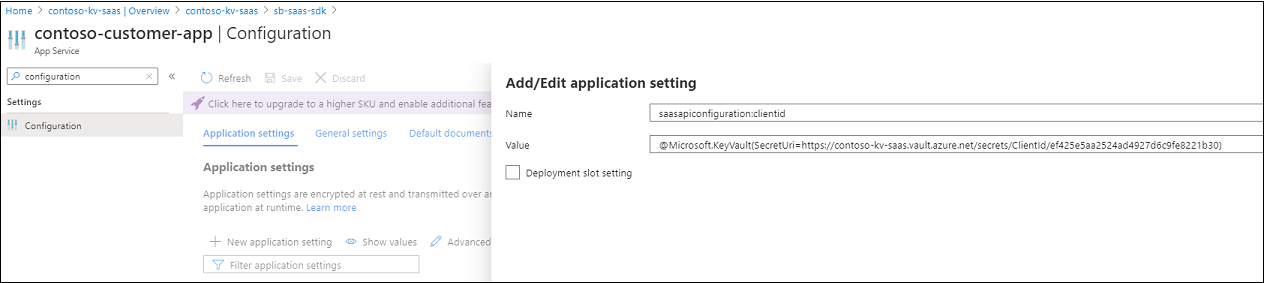 Home > contoso-kv-saas | Overview > contoso-kv-saas > sb-saas-sdk >
contoso-customer-app | Configuration
App Service
configuration
Refresh Save Discard
Settings
Click here to upgrade to a higher SKU and enable additional fea
Configuration
Application settings General settings Default documents
Application settings
Application settings are encrypted at rest and transmitted over an
application at runtime. Learn more
New application setting Show values Advanced
Filter application settings
Add/Edit application setting
Name saasapiconfiguration:clientid
Value @Microsoft.KeyVault(SecretUri=https://contoso-kv-saas.vault.azure.net/secrets/ClientId/ef425e5aa2524ad4927d6c9fe8221b30)
Deployment slot setting